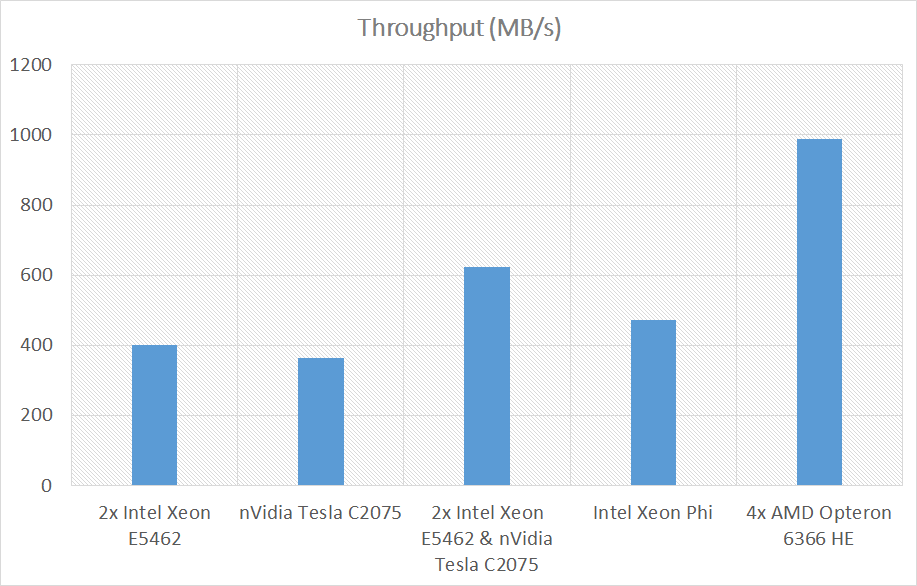 Throughput (MB/s)
1200
1000
800
600
400
200
0
2x Intel Xeon
E5462
nVidia Tesla C2075
2x Intel Xeon
E5462 & nVidia
Tesla C2075
Intel Xeon Phi
4x AMD Opteron
6366 HE